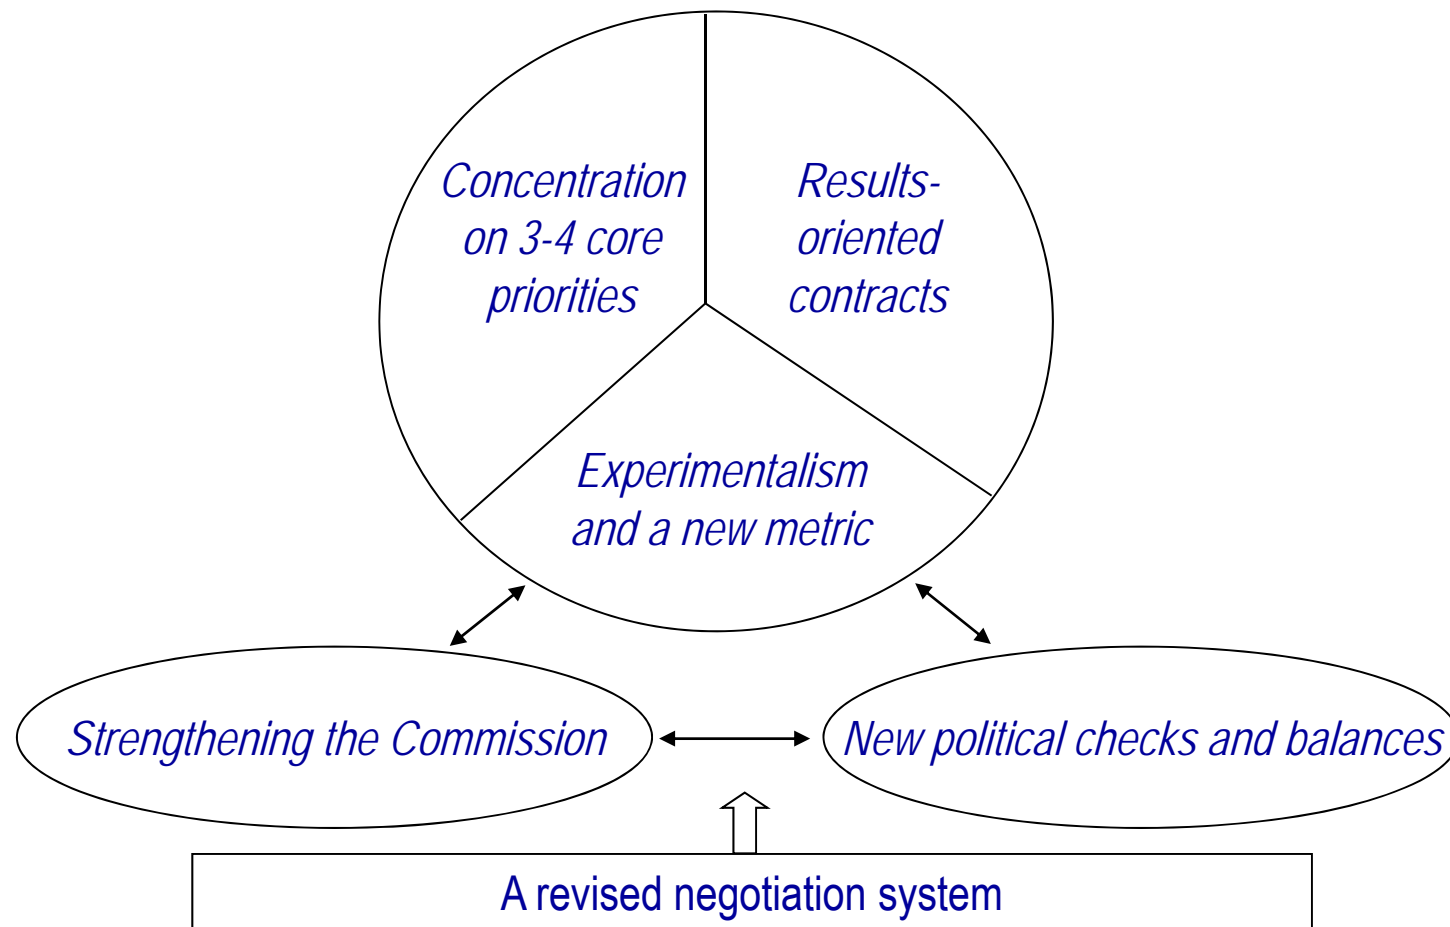 Concentration
on 3-4 core
priorities
Results-
oriented
contracts
Experimentalism
and a new metric
Strengthening the Commission
New political checks and balances
A revised negotiation system